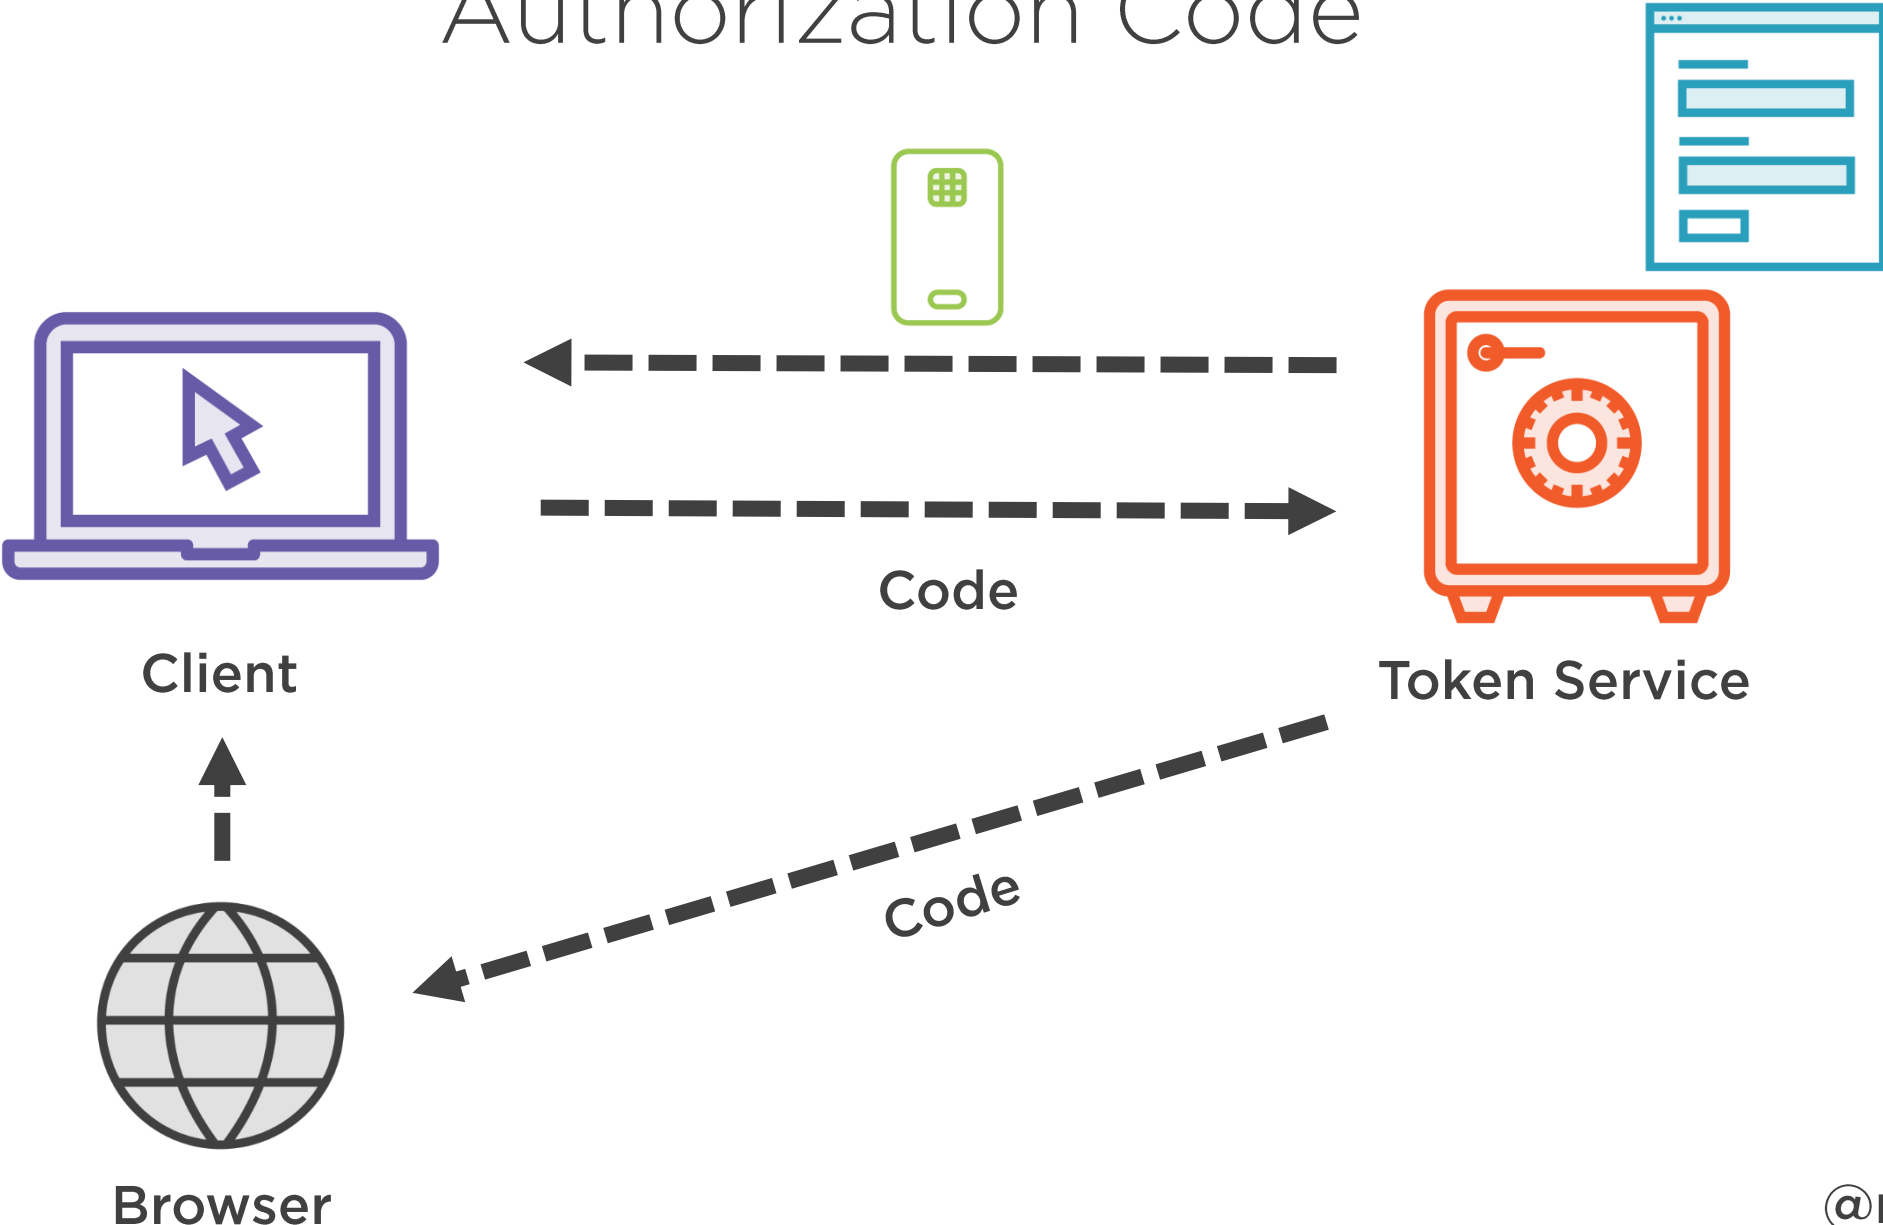 Authorization Code
Code
Client
Token Service
Code
Browser